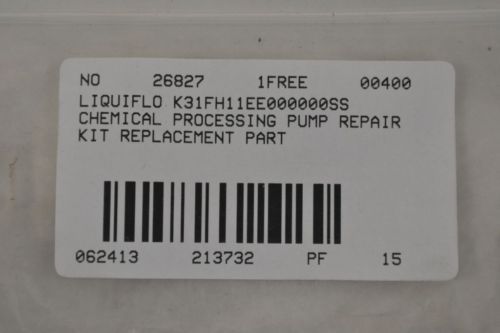 NO 26827 1FREE 00400
LIQUIFLO K31FH11EE000000SS
CHEMICAL PROCESSING PUMP REPAIR
KIT REPLACEMENT PART
062413 213732 PF 15